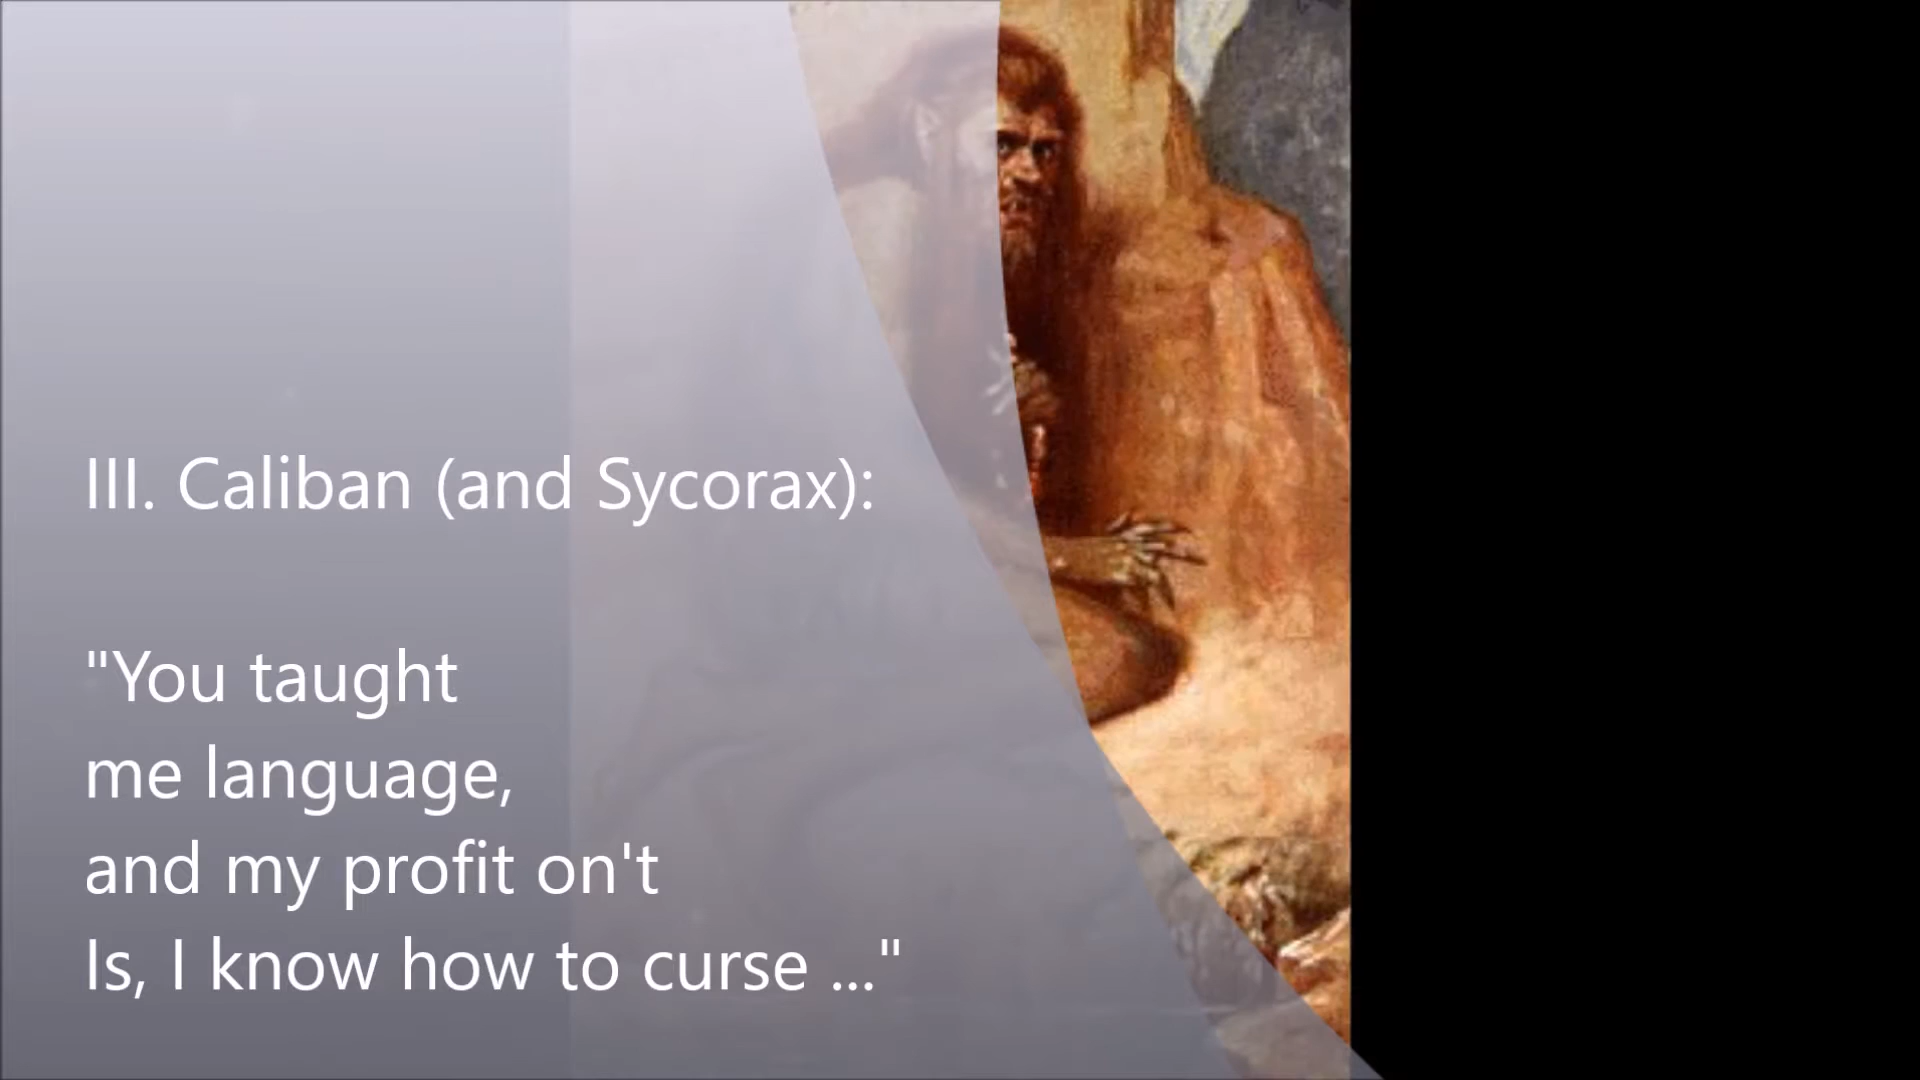 III. Caliban (and Sycorax):
"You taught
me language,
and my profit on't
Is, I know how to curse ..."